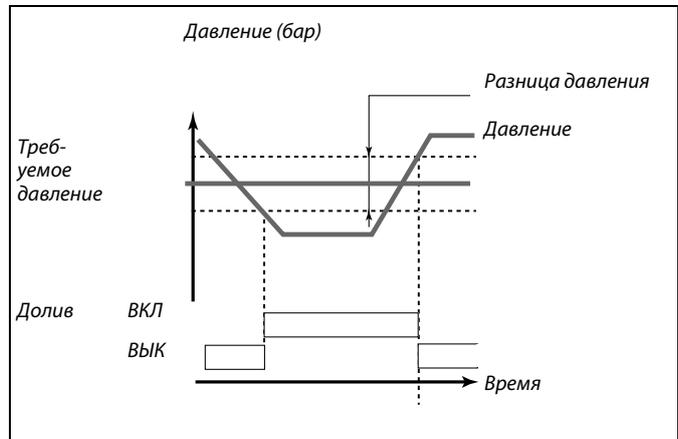 Давление (бар)
Разница давления
Давление
Треб-
уемое
давление
Долив ВКЛ
ВЫК
Время